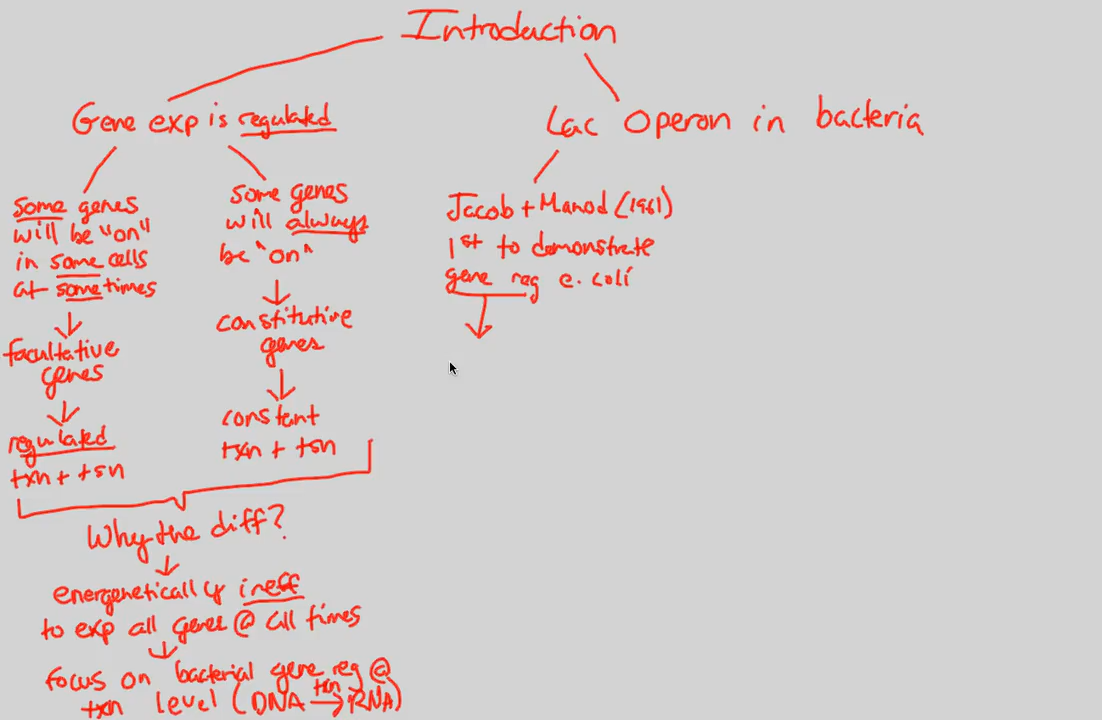 Introduction
Gene exp is regulated
Some genes
will be "on"
in some cells
at sometimes
facultative
genes
regulated
txn + tsn
Some genes
will always
be "on"
constitutive
genes
constant
txn + tsn
Why the diff?
energenetically ineff
to exp all genes @ all times
focus on bacterial gene reg @
txn level (DNA txn→ RNA)
Lac Operon in bacteria
Jacob + Manod (1961)
1st to demonstrate
gene reg e. coli